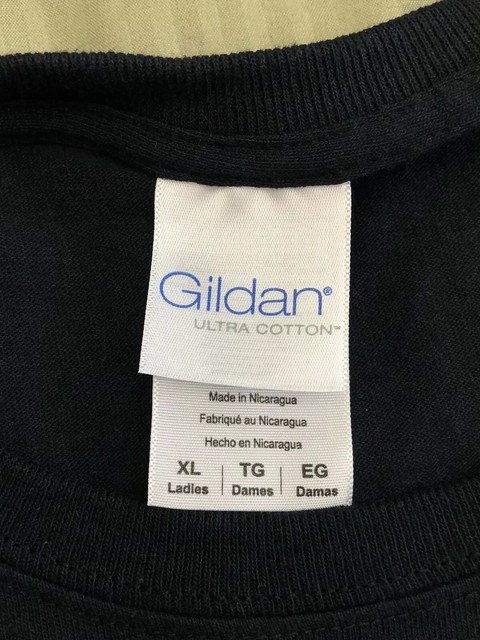 Gildan®
ULTRA COTTON™
Made in Nicaragua
Fabriqué au Nicaragua
Hecho en Nicaragua
XL | TG | EG
Ladies | Dames | Damas